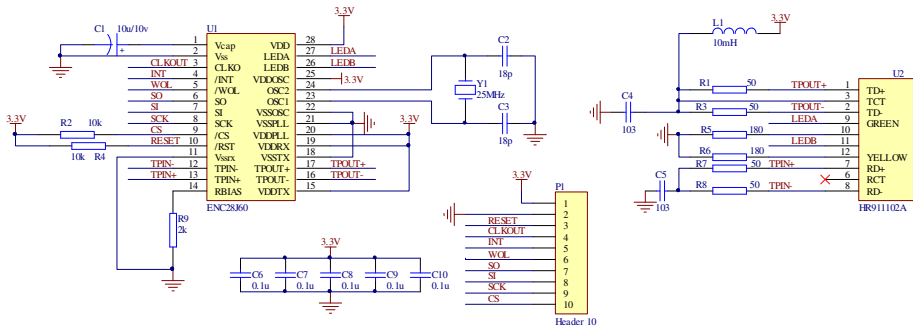 C1
10u/10v
+
U1
1 Vcap VDD 28
2 Vss LEDA 27 LEDA
CLKOUT 3 CLKO LEDB 26 LEDB
INT 4 /INT VDDOSC 25 3.3V
WOL 5 /WOL OSC2 24
SO 6 SO OSC1 23
SI 7 SI VSSOSC 22
SCK 8 SCK VSSPLL 21
CS 9 /CS VDDPLL 20
RESET 10 /RST VDDRX 19
11 Vssrx VSSTX 18
TPIN- 12 TPIN- TPOUT+ 17 TPOUT+
TPIN+ 13 TPIN+ TPOUT- 16 TPOUT-
14 RBIAS VDDTX 15
ENC28J60
3.3V
3.3V
3.3V
R2 10k
10k R4
R9
2k
C2
18p
Y1
25MHz
C3
18p
3.3V
C6 C7 C8 C9 C10
0.1u 0.1u 0.1u 0.1u 0.1u
3.3V
P1
1
2
RESET 3
CLKOUT 4
INT 5
WOL 6
SO 7
SI 8
SCK 9
CS 10
Header 10
L1
10mH
3.3V
C4
103
C5
103
U2
R1 50 TPOUT+ 1 TD+
3 TCT
R3 50 TPOUT- 2 TD-
LEDA 9 GREEN
R5 180 10
LEDB 11
R6 180 12 YELLOW
R7 50 TPIN+ 7 RD+
6 RCT
R8 50 TPIN- 8 RD-
HR911102A